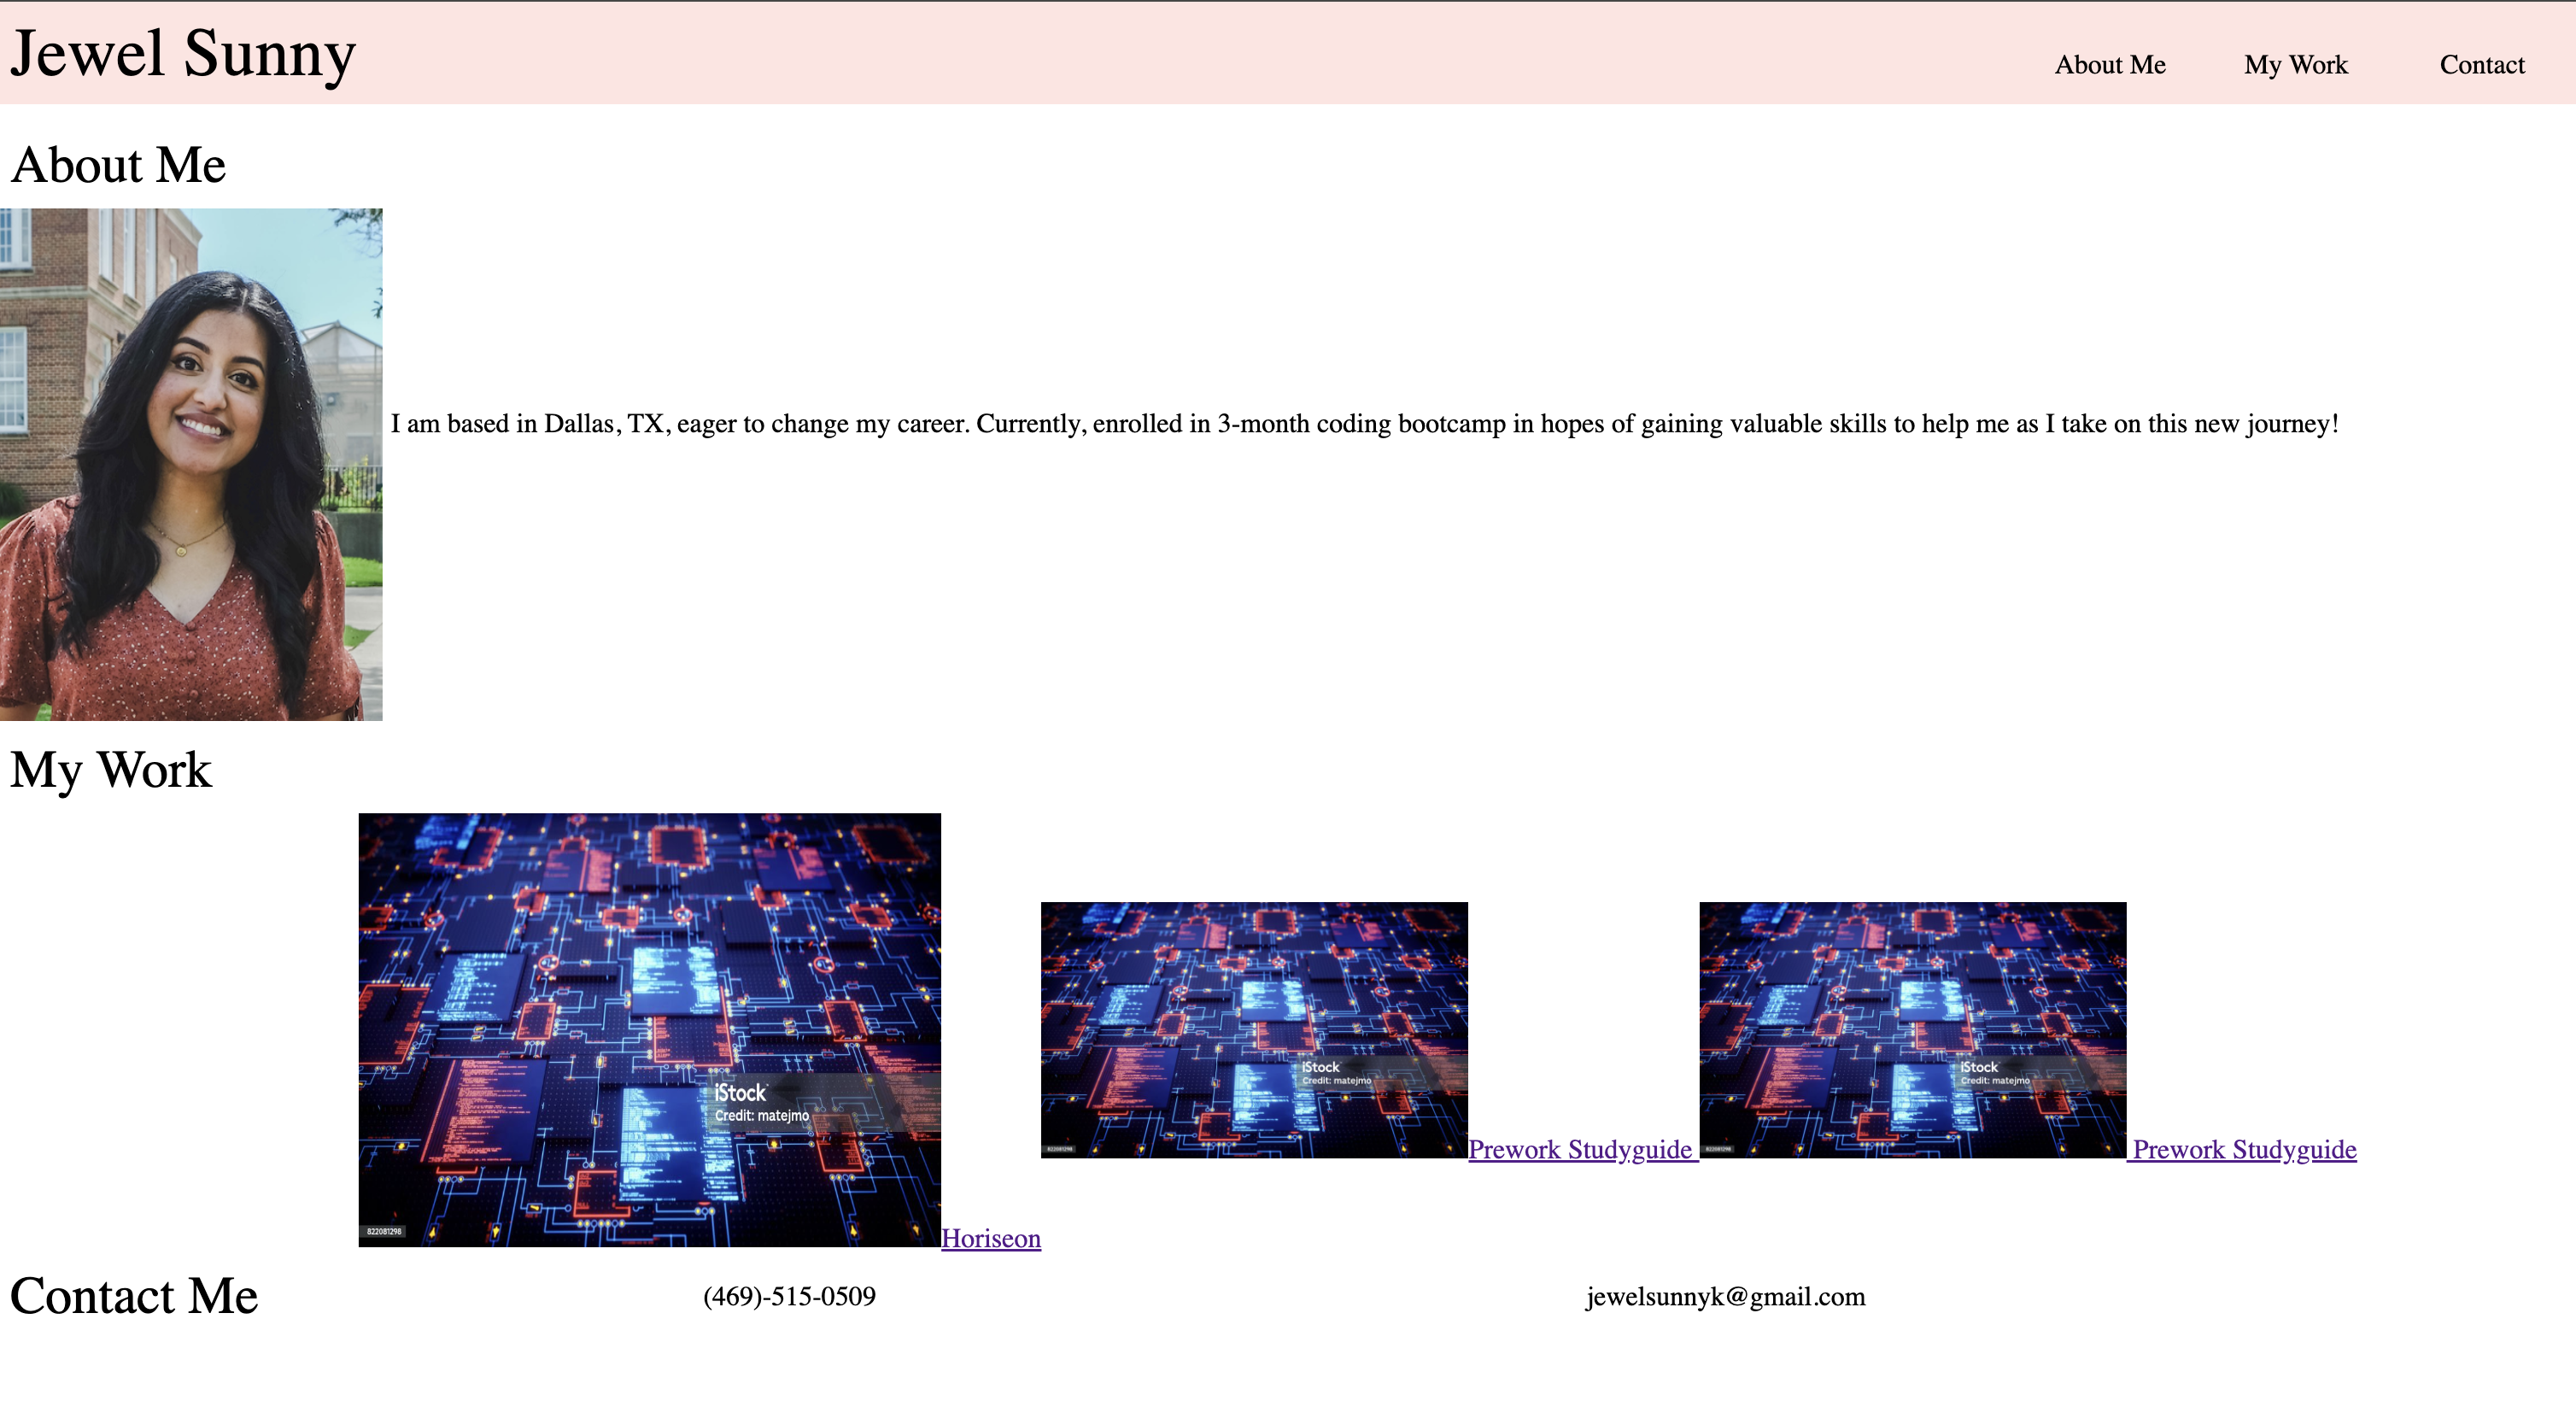 Jewel Sunny
About Me
My Work
Contact
About Me
I am based in Dallas, TX, eager to change my career. Currently, enrolled in 3-month coding bootcamp in hopes of gaining valuable skills to help me as I take on this new journey!
My Work
iStock
Credit: matejmo
822081298
Horiseon
iStock
Credit: matejmo
822081298
Prework Studyguide
iStock
Credit: matejmo
822081298
Prework Studyguide
Contact Me
(469)-515-0509
jewelsunnyk@gmail.com